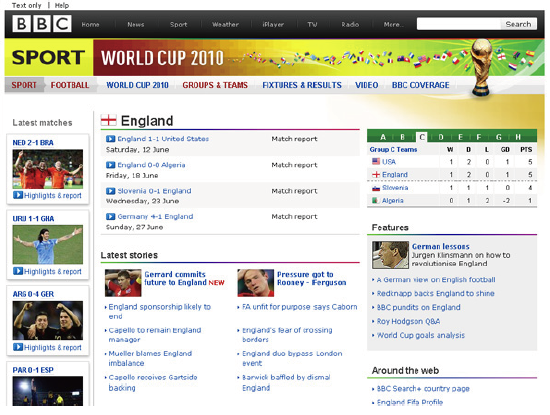 Text only | Help
BBC Home News Sport Weather iPlayer TV Radio More... Search
SPORT WORLD CUP 2010
SPORT FOOTBALL WORLD CUP 2010 GROUPS & TEAMS FIXTURES & RESULTS VIDEO BBC COVERAGE
Latest matches
NED 2-1 BRA
Highlights & report
URU 1-1 GHA
Highlights & report
ARG 0-4 GER
Highlights & report
PAR 0-1 ESP
England
England 1-1 United States Match report
Saturday, 12 June
England 0-0 Algeria Match report
Friday, 18 June
Slovenia 0-1 England Match report
Wednesday, 23 June
Germany 4-1 England Match report
Sunday, 27 June
Latest stories
Gerrard commits
future to England NEW
England sponsorship likely to
end
Capello to remain England
manager
Mueller blames England
imbalance
Capello receives Gartside
backing
Pressure got to
Rooney - Ferguson
FA unfit for purpose says Caborn
England's fear of crossing
borders
England duo bypass London
event
Barwick baffled by dismal
England
A B C D E F G H
Group C Teams W D L GD PTS
USA 1 2 0 1 5
England 1 2 0 1 5
Slovenia 1 1 1 0 4
Algeria 0 1 2 -2 1
Features
German lessons
Jurgen Klinsmann on how to
revolutionise England
A German view on English football
Redknapp backs England to shine
BBC pundits on England
Roy Hodgson Q&A
World Cup goals analysis
Around the web
BBC Search+ country page
England Fifa Profile